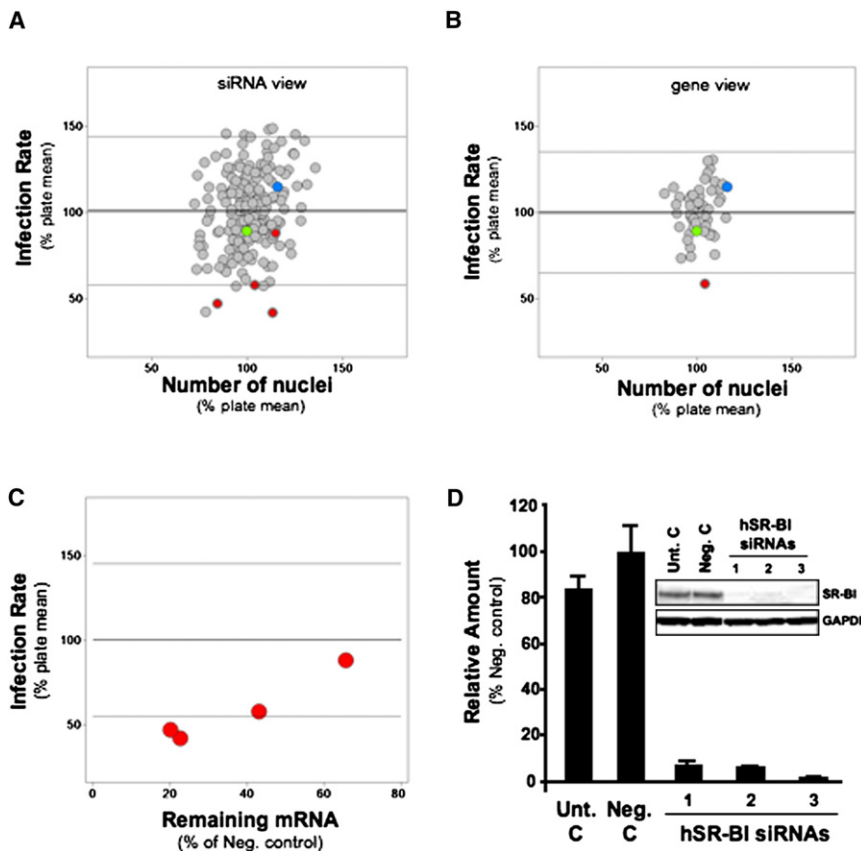 A
siRNA view
Infection Rate
(% plate mean)
150
100
50
50
100
150
Number of nuclei
(% plate mean)
B
gene view
Infection Rate
(% plate mean)
150
100
50
50
100
150
Number of nuclei
(% plate mean)
C
Infection Rate
(% plate mean)
150
100
50
0
20
40
60
80
Remaining mRNA
(% of Neg. control)
D
Relative Amount
(% Neg. control)
120
100
80
60
40
20
0
Unt. C
Neg. C
hSR-BI
siRNAs
1 2 3
SR-BI
GAPDI
Unt.
C
Neg.
C
1 2 3
hSR-BI siRNAs